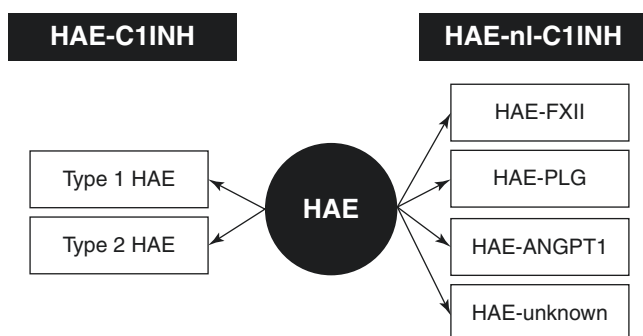 HAE-C1INH
HAE-nl-C1INH
Type 1 HAE
Type 2 HAE
HAE
HAE-FXII
HAE-PLG
HAE-ANGPT1
HAE-unknown